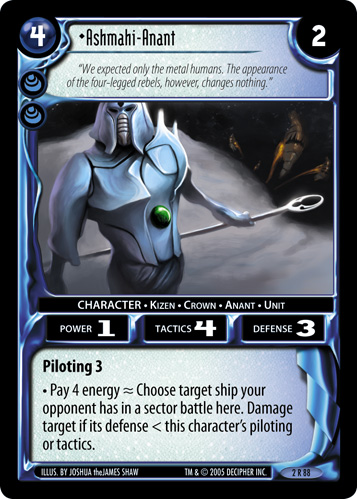 4 •Ashmahi-Anant 2
"We expected only the metal humans. The appearance
of the four-legged rebels, however, changes nothing."
CHARACTER • KIZEN • CROWN • ANANT • UNIT
POWER 1 TACTICS 4 DEFENSE 3
Piloting 3
• Pay 4 energy ≈ Choose target ship your
opponent has in a sector battle here. Damage
target if its defense < this character's piloting
or tactics.
ILLUS. BY JOSHUA theJAMES SHAW TM & © 2005 DECIPHER INC. 2 R 88